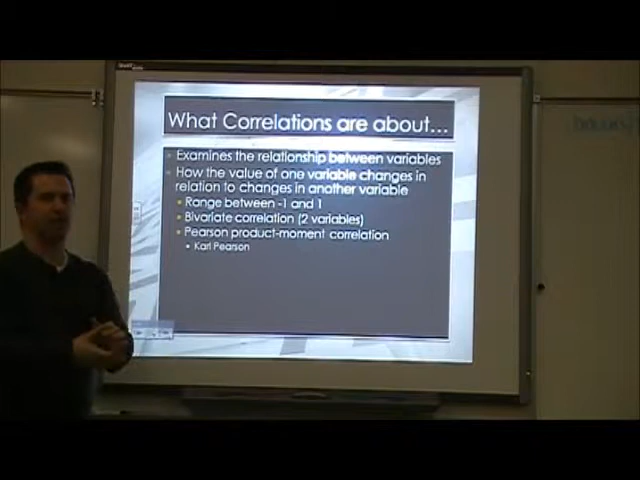 What Correlations are about...
Examines the relationship between variables
How the value of one variable changes in
relation to changes in another variable
Range between -1 and 1
Bivariate correlation (2 variables)
Pearson product-moment correlation
Karl Pearson